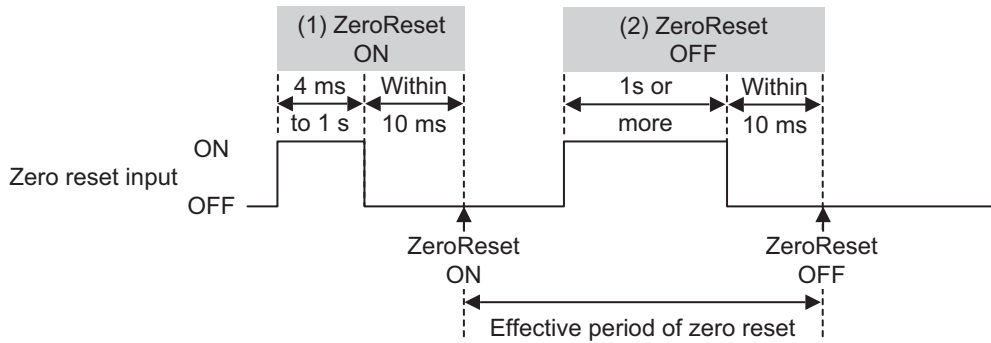 (1) ZeroReset
ON
(2) ZeroReset
OFF
4 ms
to 1 s
Within
10 ms
1s or
more
Within
10 ms
Zero reset input
ON
OFF
ZeroReset
ON
ZeroReset
OFF
Effective period of zero reset